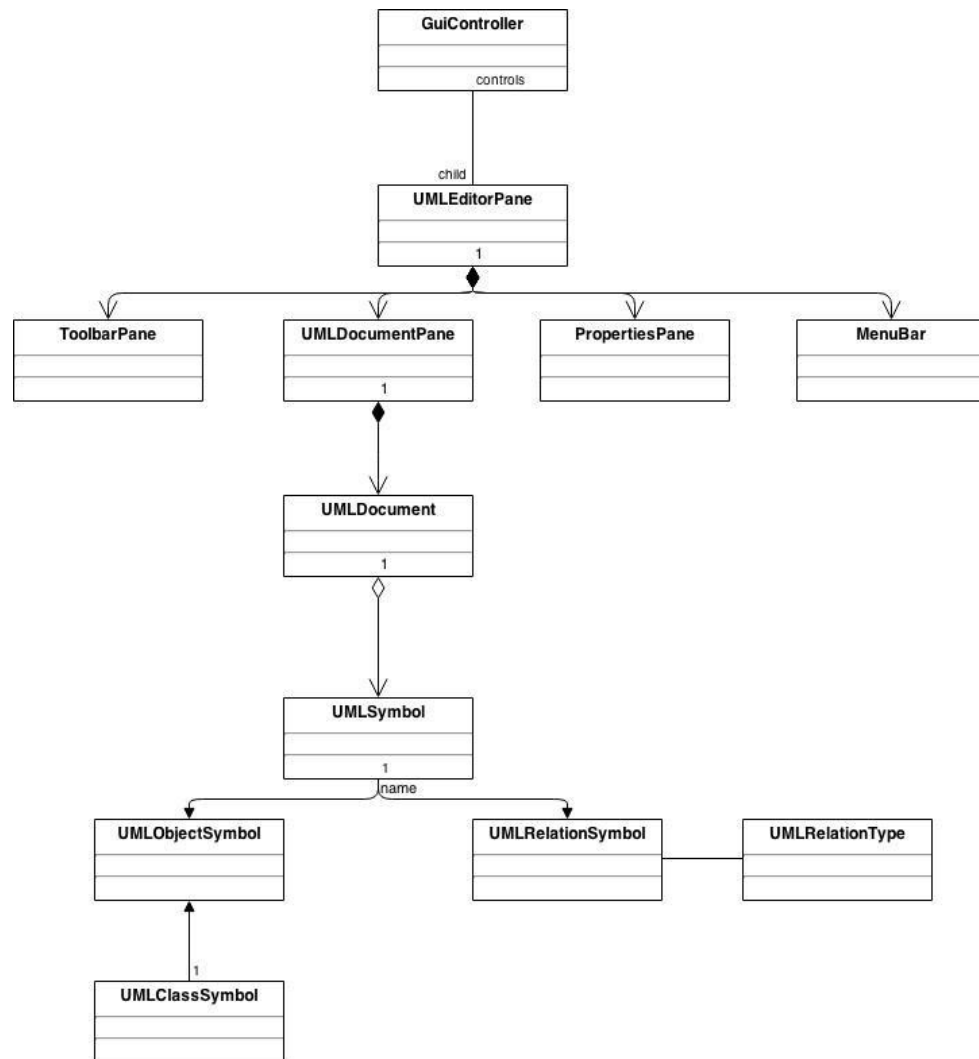 GuiController
controls
child
UMLEditorPane
1
ToolbarPane
UMLDocumentPane
PropertiesPane
MenuBar
1
UMLDocument
1
UMLSymbol
1
name
UMLObjectSymbol
UMLRelationSymbol
UMLRelationType
1
UMLClassSymbol